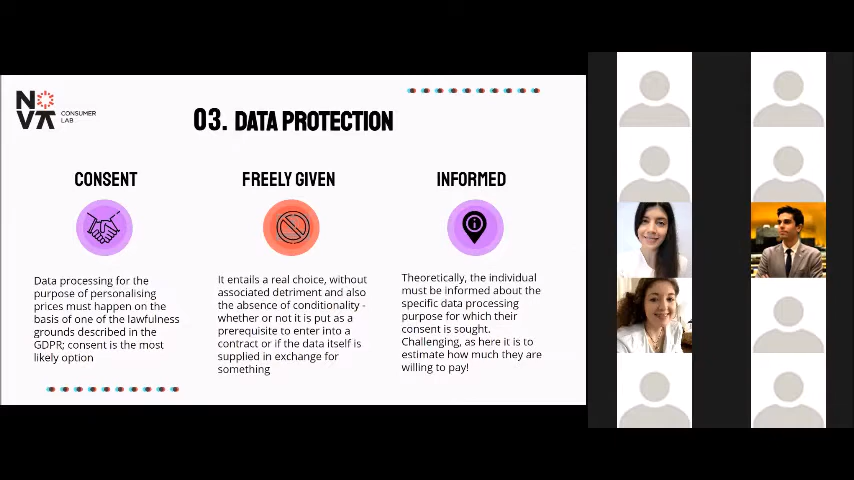 NOVA
CONSUMER
LAB
03. DATA PROTECTION
CONSENT
Data processing for the
purpose of personalising
prices must happen on the
basis of one of the lawfulness
grounds described in the
GDPR; consent is the most
likely option
FREELY GIVEN
It entails a real choice, without
associated detriment and also
the absence of conditionality -
whether or not it is put as a
prerequisite to enter into a
contract or if the data itself is
supplied in exchange for
something
INFORMED
Theoretically, the individual
must be informed about the
specific data processing
purpose for which their
consent is sought.
Challenging, as here it is to
estimate how much they are
willing to pay!